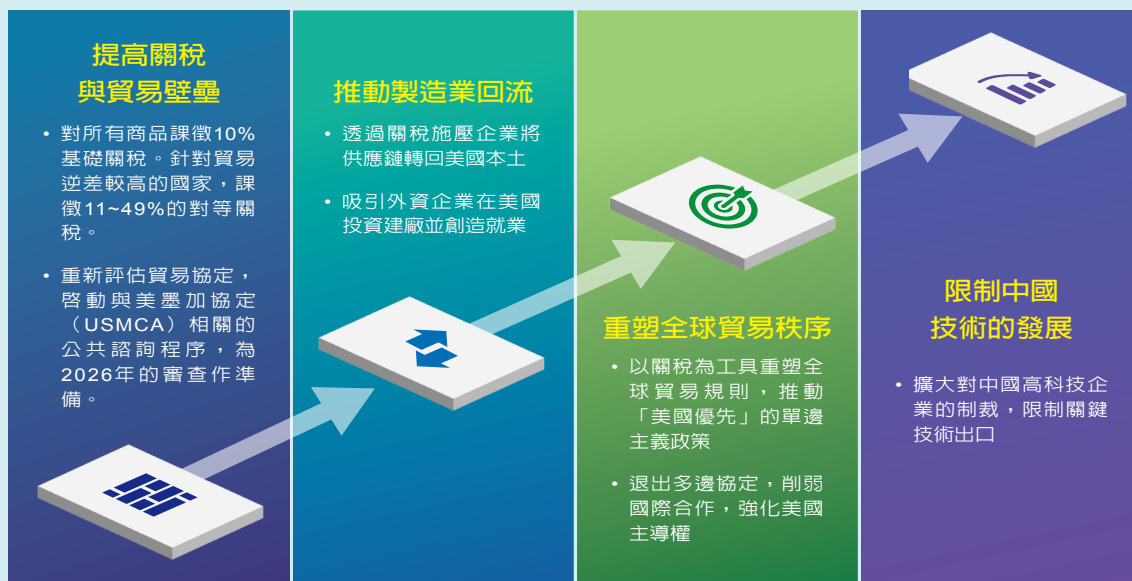 提高關稅
與貿易壁壘
• 對所有商品課徵10%
基礎關稅。針對貿易
逆差較高的國家，課
徵11~49%的對等關
稅。
• 重新評估貿易協定，
啓動與美墨加協定
（USMCA）相關的
公共諮詢程序，為
2026年的審查作準
備。
推動製造業回流
• 透過關稅施壓企業將
供應鏈轉回美國本土
• 吸引外資企業在美國
投資建廠並創造就業
重塑全球貿易秩序
• 以關稅為工具重塑全
球貿易規則，推動
「美國優先」的單邊
主義政策
• 退出多邊協定，削弱
國際合作，強化美國
主導權
限制中國
技術的發展
• 擴大對中國高科技企
業的制裁，限制關鍵
技術出口